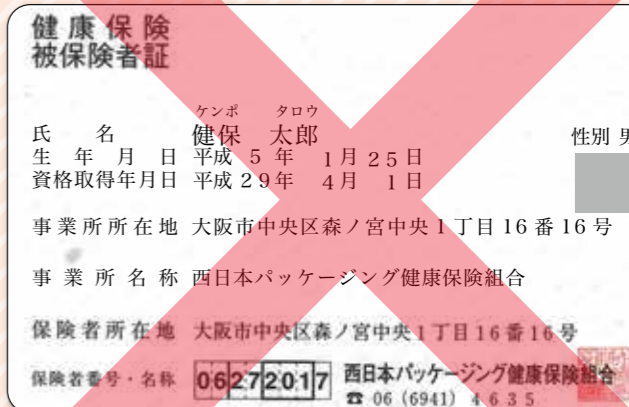 健康保険
被保険者証
ケンポ タロウ
氏名 健保 太郎 性別 男
生年月日 平成 5年 1月25日
資格取得年月日 平成29年 4月 1日
事業所所在地 大阪市中央区森ノ宮中央1丁目16番16号
事業所名称 西日本パッケージング健康保険組合
保険者所在地 大阪市中央区森ノ宮中央1丁目16番16号
保険者番号・名称 06272017 西日本パッケージング健康保険組合
☎ 06 (6941) 4635